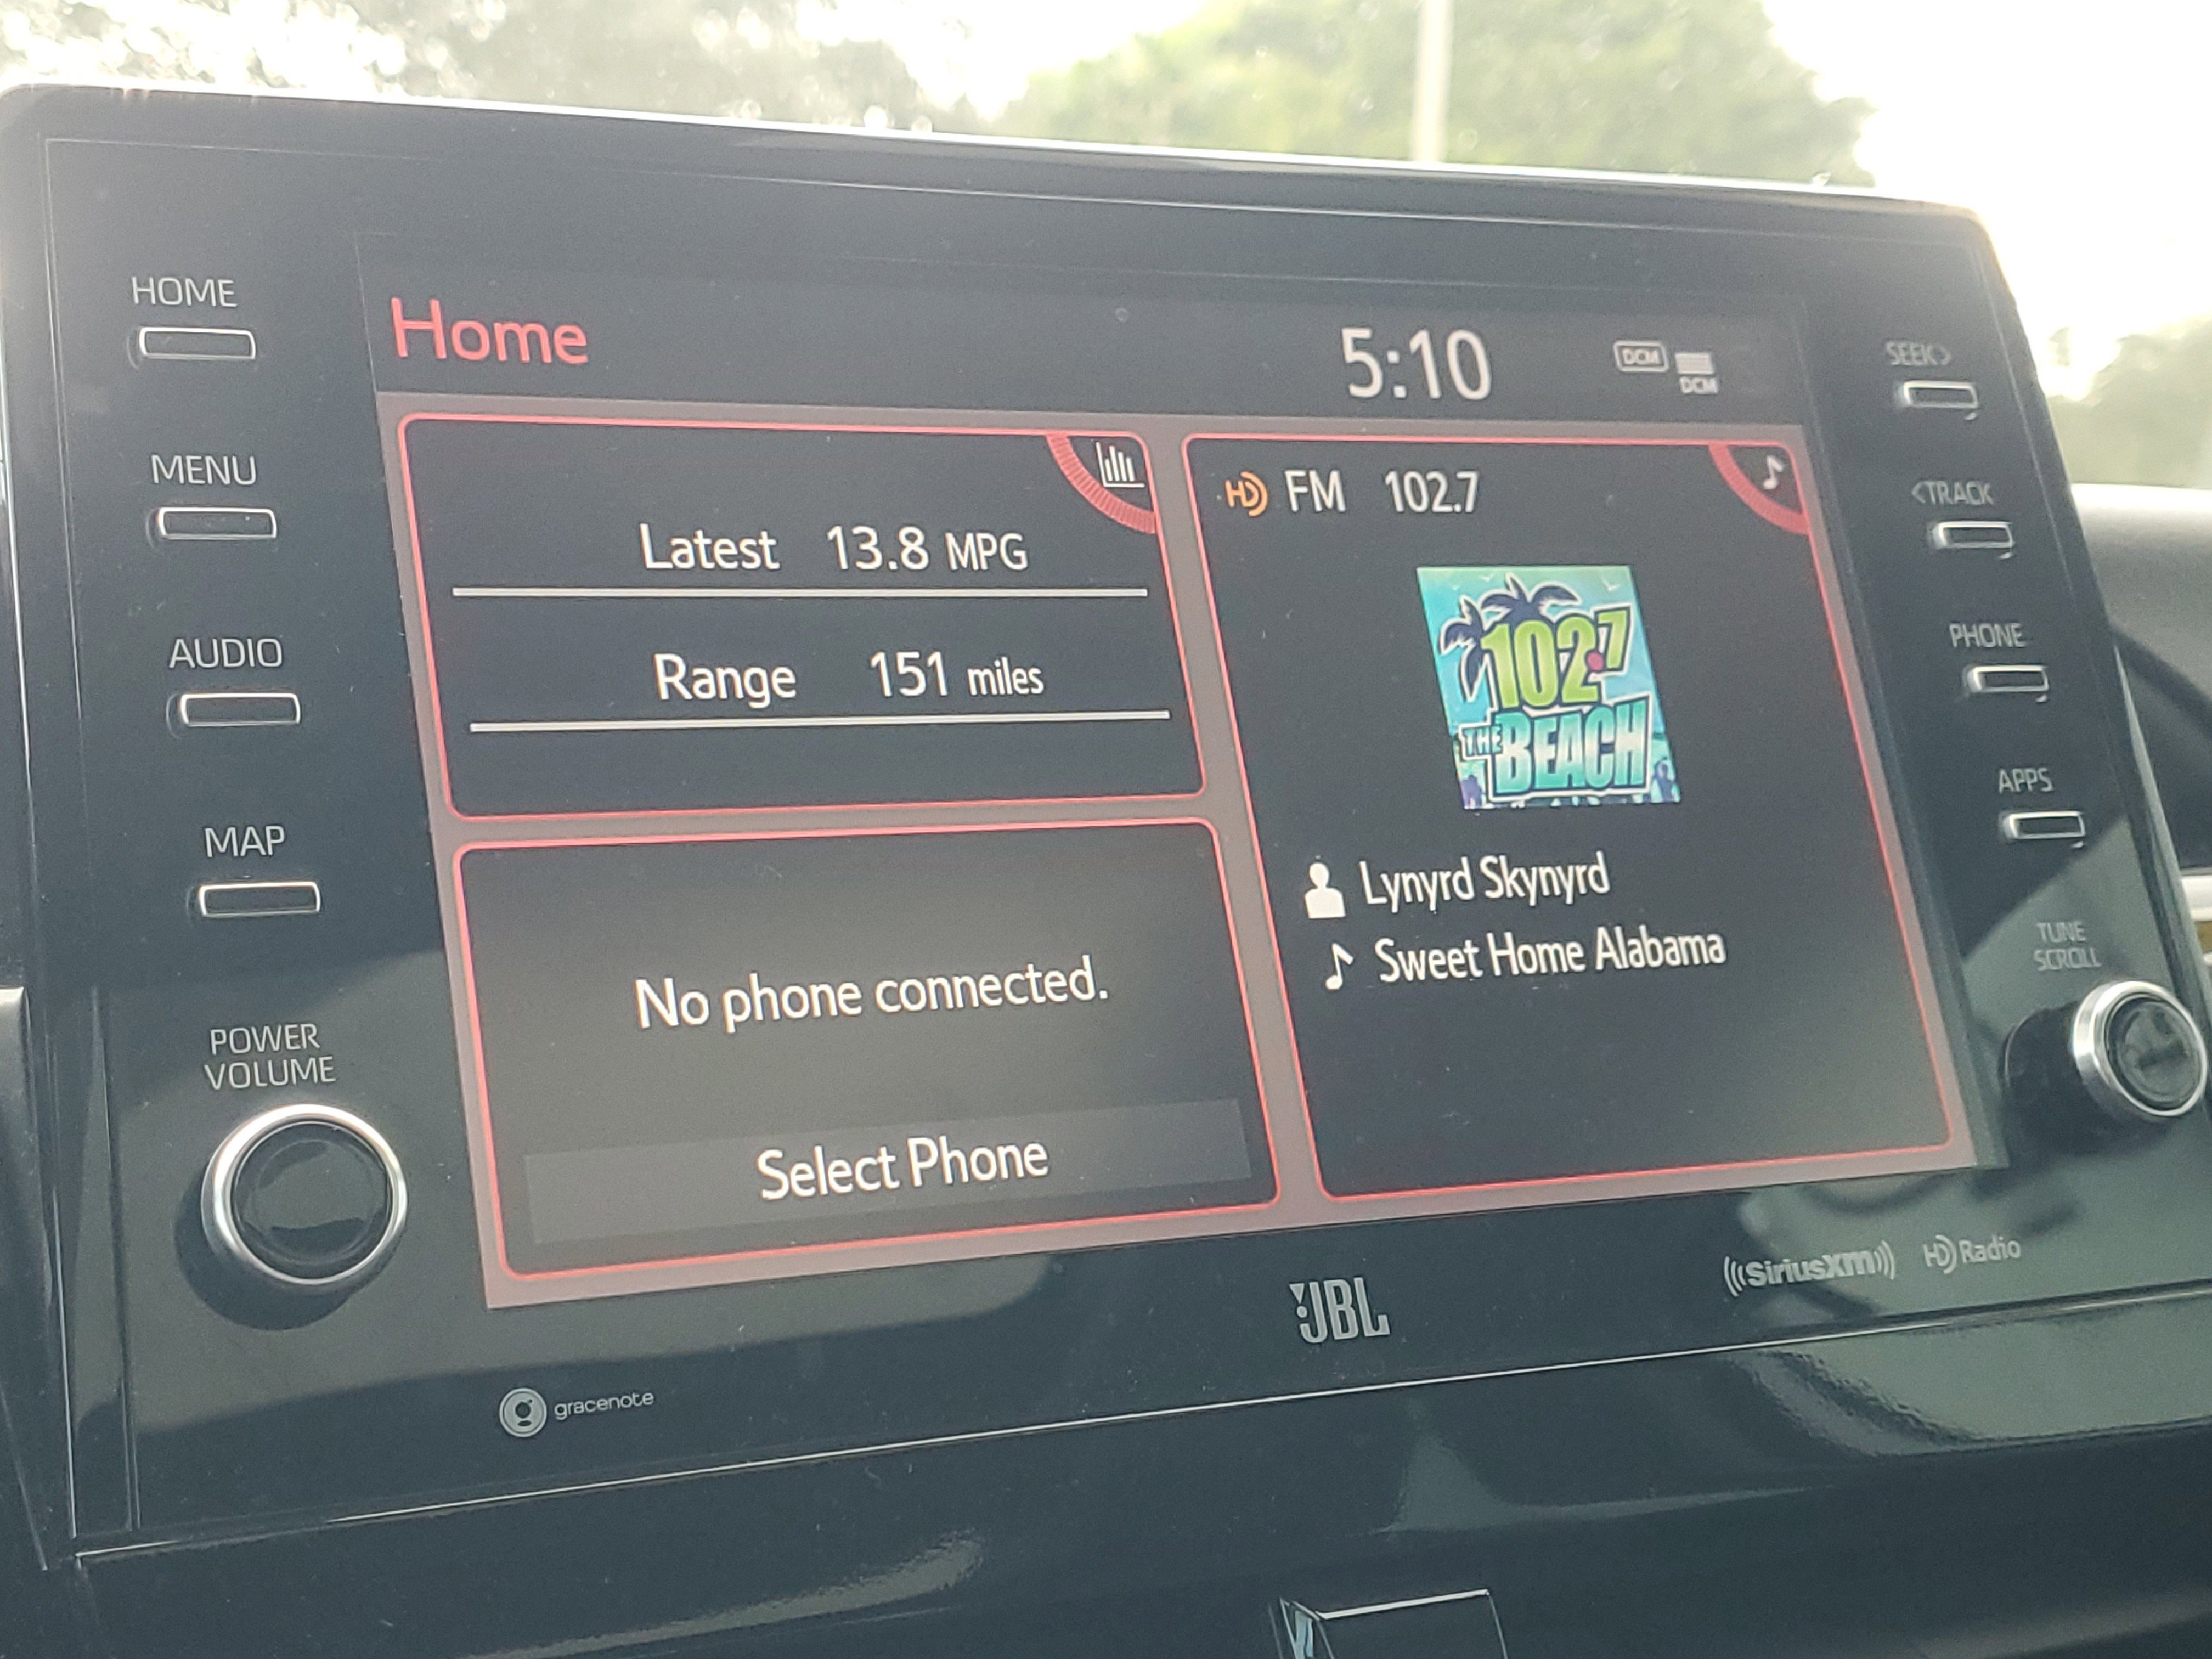 HOME
MENU
AUDIO
MAP
POWER
VOLUME
Home
5:10
DCM
DCM
Latest 13.8 MPG
Range 151 miles
No phone connected.
Select Phone
HD FM 102.7
102.7
THE BEACH
Lynyrd Skynyrd
Sweet Home Alabama
SEEK>
<TRACK
PHONE
APPS
TUNE
SCROLL
gracenote
JBL
((SiriusXM))
HD Radio